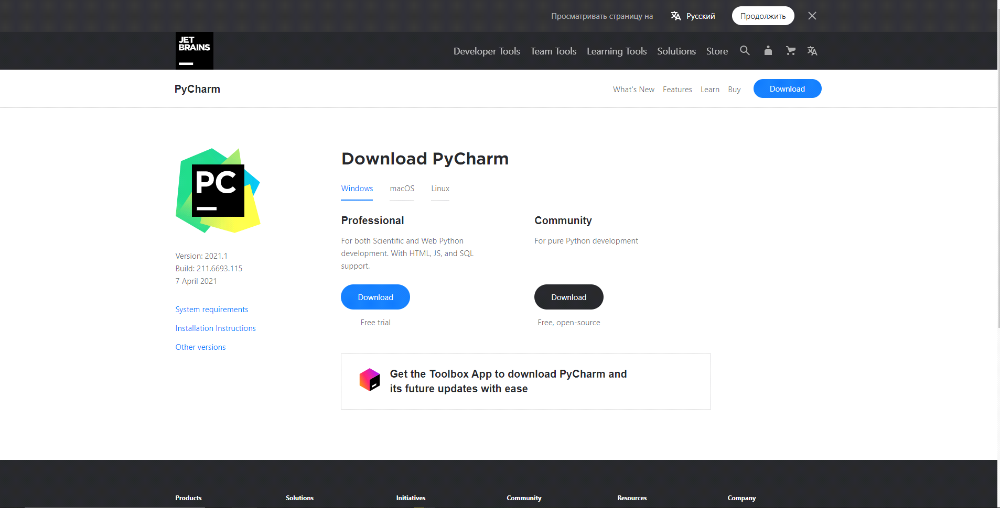 Просматривать страницу на Русский Продолжить
JET
BRAINS
Developer Tools Team Tools Learning Tools Solutions Store
PyCharm
What's New Features Learn Buy Download
PC
Version: 2021.1
Build: 211.6693.115
7 April 2021
System requirements
Installation Instructions
Other versions
Download PyCharm
Windows macOS Linux
Professional
For both Scientific and Web Python
development. With HTML, JS, and SQL
support.
Download
Free trial
Community
For pure Python development
Download
Free, open-source
Get the Toolbox App to download PyCharm and
its future updates with ease
Products Solutions Initiatives Community Resources Company